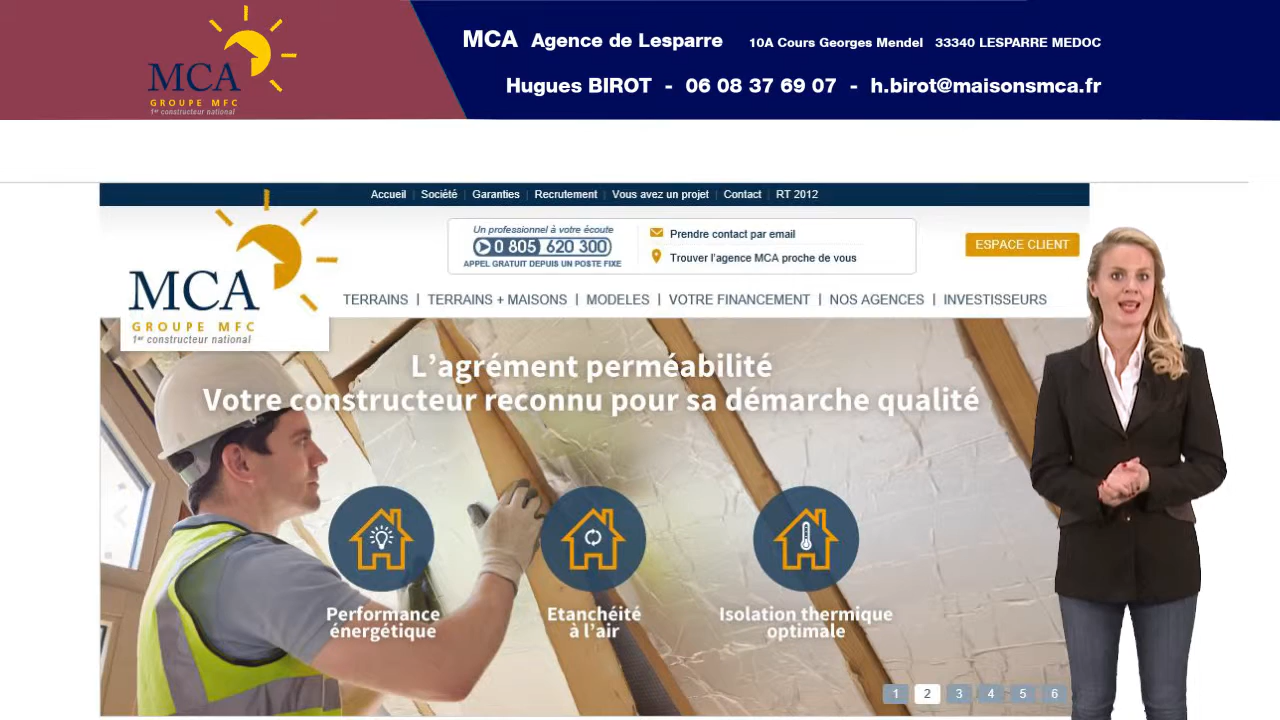 MCA Agence de Lesparre 10A Cours Georges Mendel 33340 LESPARRE MEDOC
MCA
GROUPE MFC
1er constructeur national
Hugues BIROT - 06 08 37 69 07 - h.birot@maisonsmca.fr
Accueil | Société | Garanties | Recrutement | Vous avez un projet | Contact | RT 2012
MCA
GROUPE MFC
1er constructeur national
Un professionnel à votre écoute
0 805 620 300
APPEL GRATUIT DEPUIS UN POSTE FIXE
Prendre contact par email
Trouver l'agence MCA proche de vous
ESPACE CLIENT
TERRAINS | TERRAINS + MAISONS | MODELES | VOTRE FINANCEMENT | NOS AGENCES | INVESTISSEURS
L'agrément perméabilité
Votre constructeur reconnu pour sa démarche qualité
Performance
énergétique
Etanchéité
à l'air
Isolation thermique
optimale
1 2 3 4 5 6